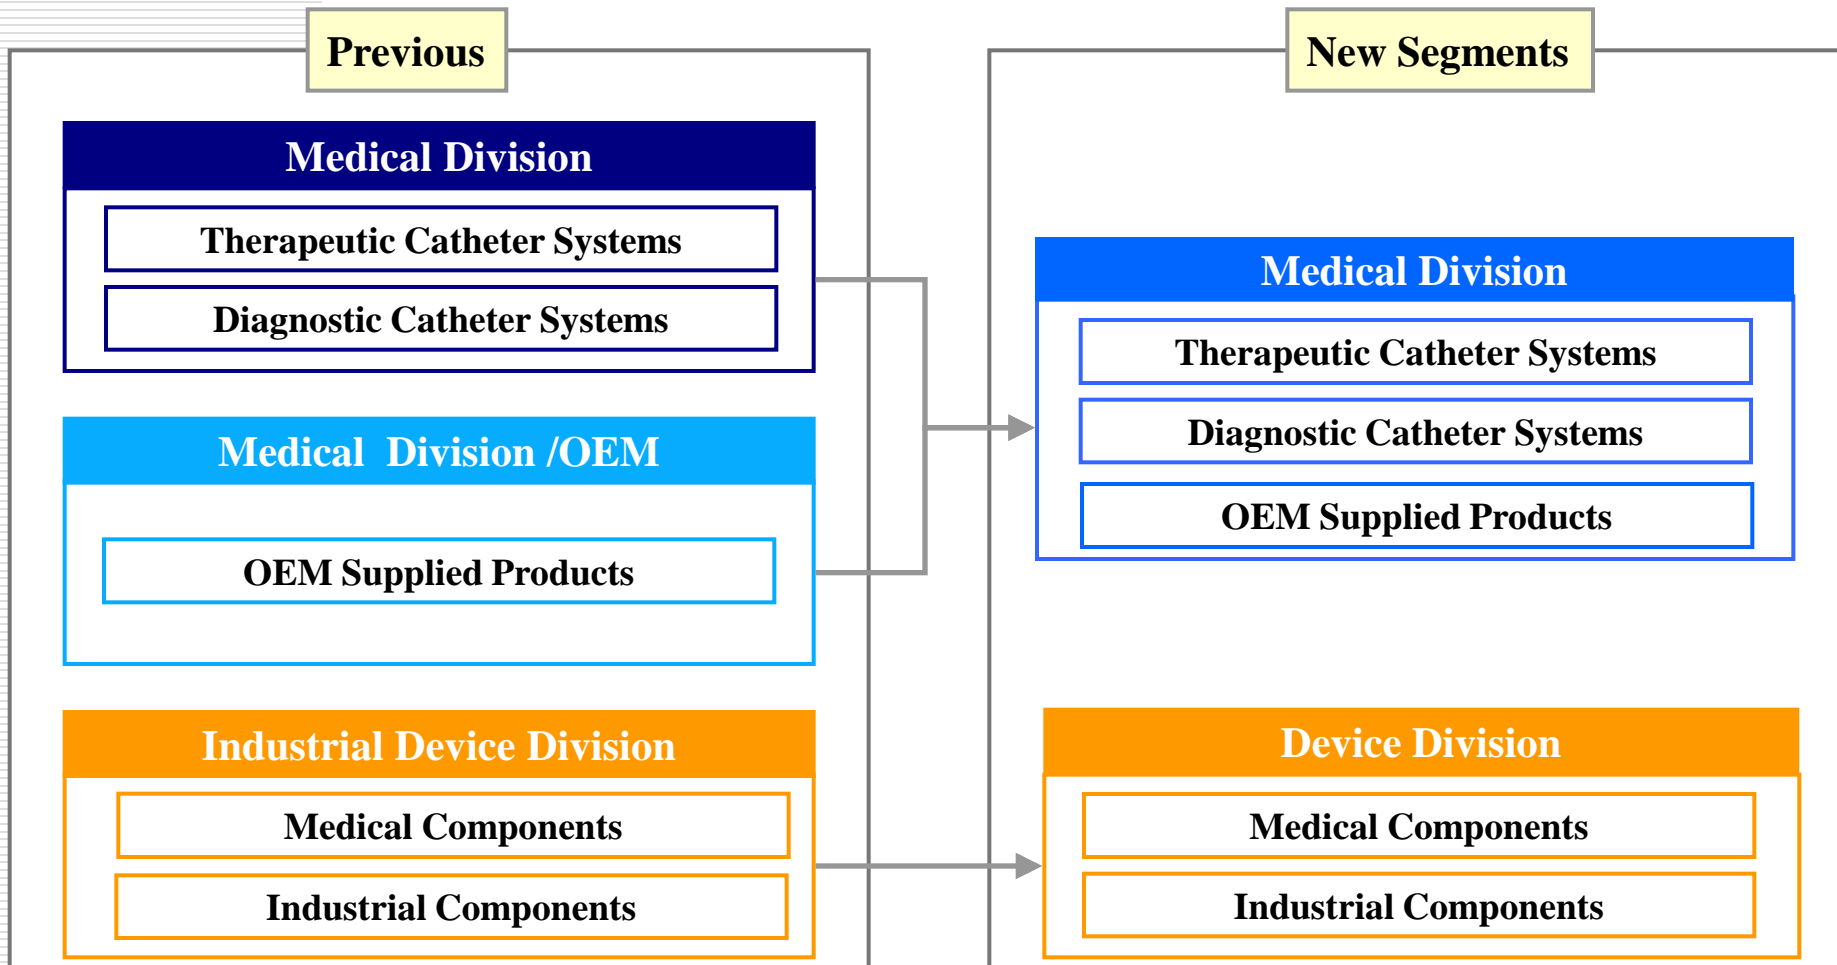 Previous
Medical Division
Therapeutic Catheter Systems
Diagnostic Catheter Systems
Medical  Division /OEM
OEM Supplied Products
Industrial Device Division
Medical Components
Industrial Components
New Segments
Medical Division
Therapeutic Catheter Systems
Diagnostic Catheter Systems
OEM Supplied Products
Device Division
Medical Components
Industrial Components